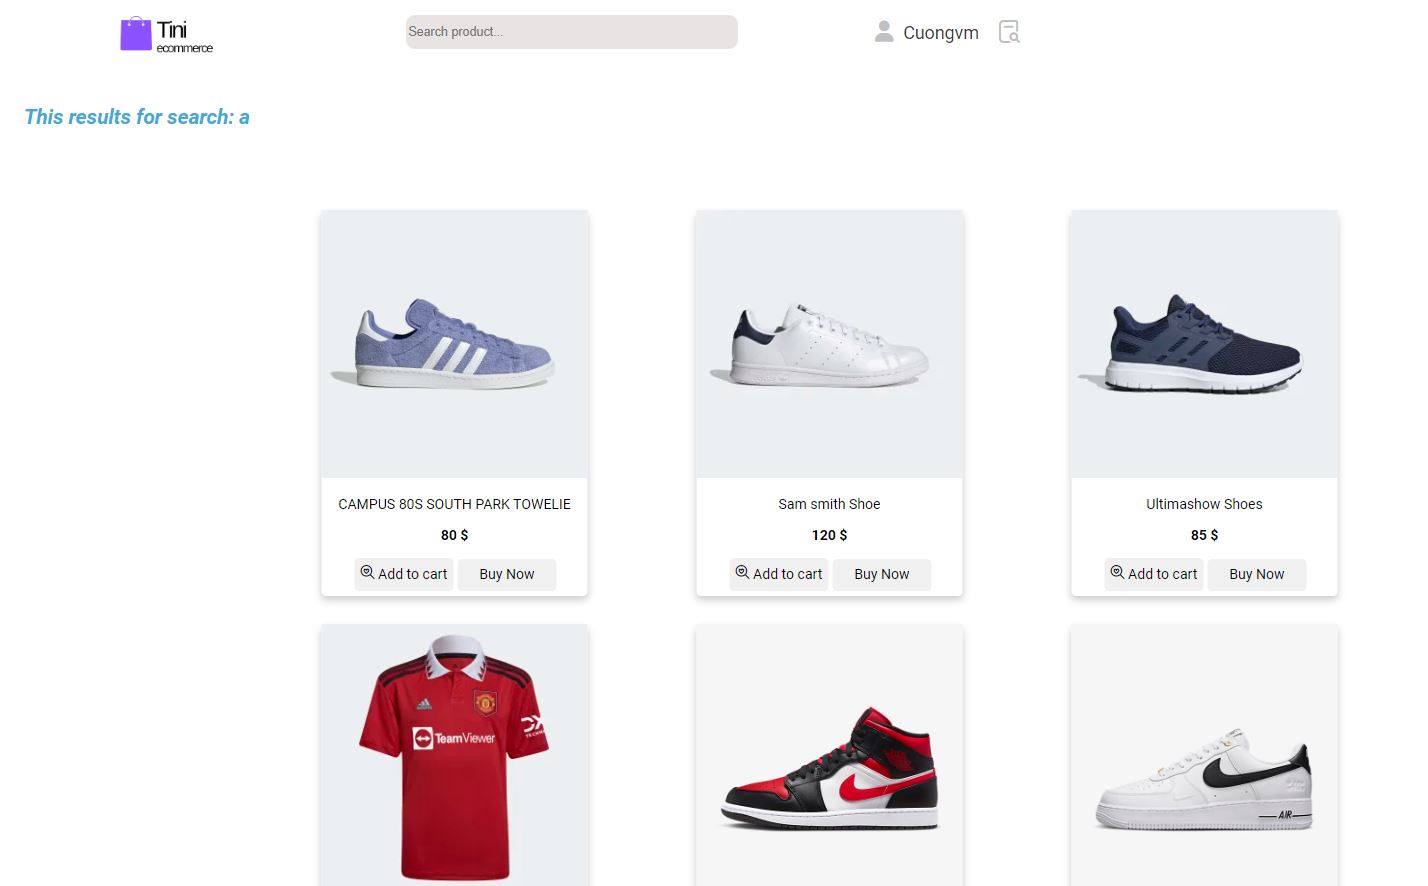 Tini
ecommerce
Search product...
Cuongvm
This results for search: a
CAMPUS 80S SOUTH PARK TOWELIE
80 $
Add to cart
Buy Now
Sam smith Shoe
120 $
Add to cart
Buy Now
Ultimashow Shoes
85 $
Add to cart
Buy Now
TeamViewer
AIR